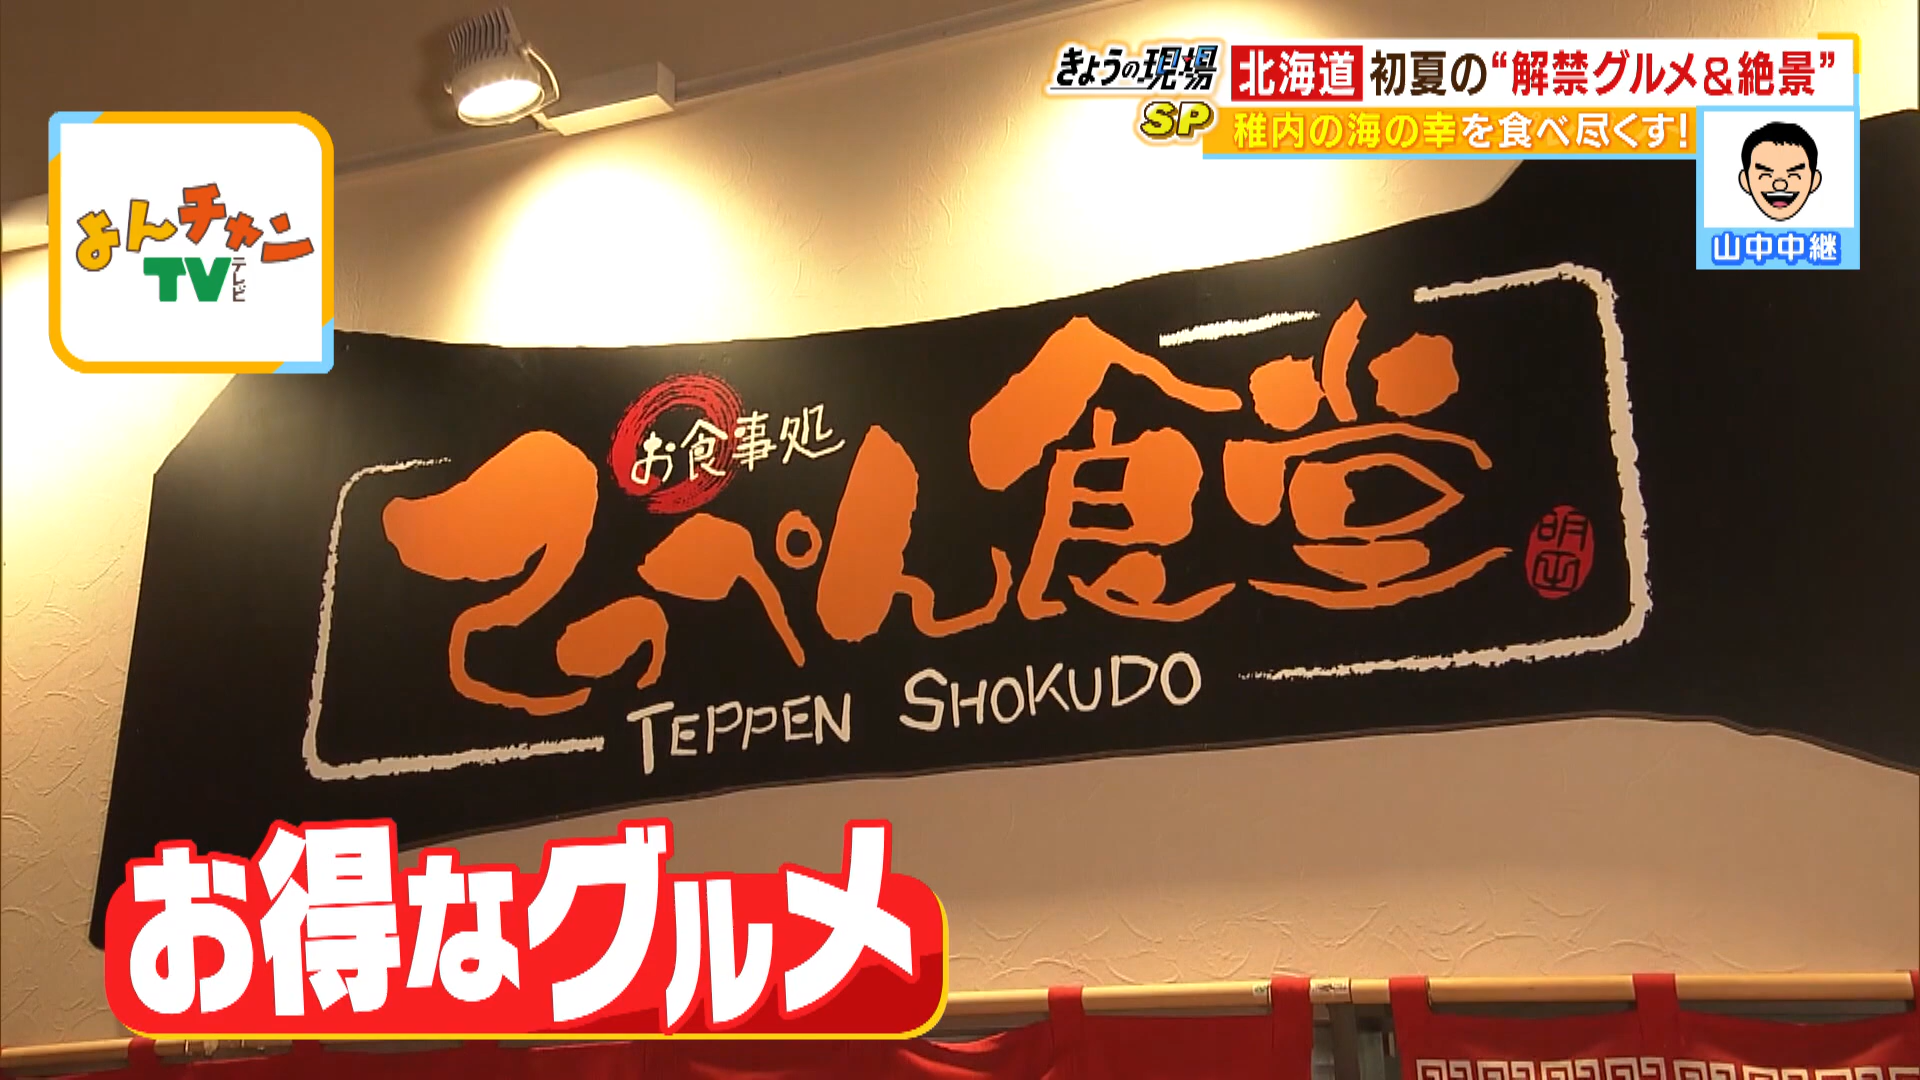 きょうの現場
SP
北海道 初夏の“解禁グルメ&絶景”
稚内の海の幸を食べ尽くす!
山中中継
よんチャン
TVテレビ
お食事処
てっぺん食堂
TEPPEN SHOKUDO
お得なグルメ